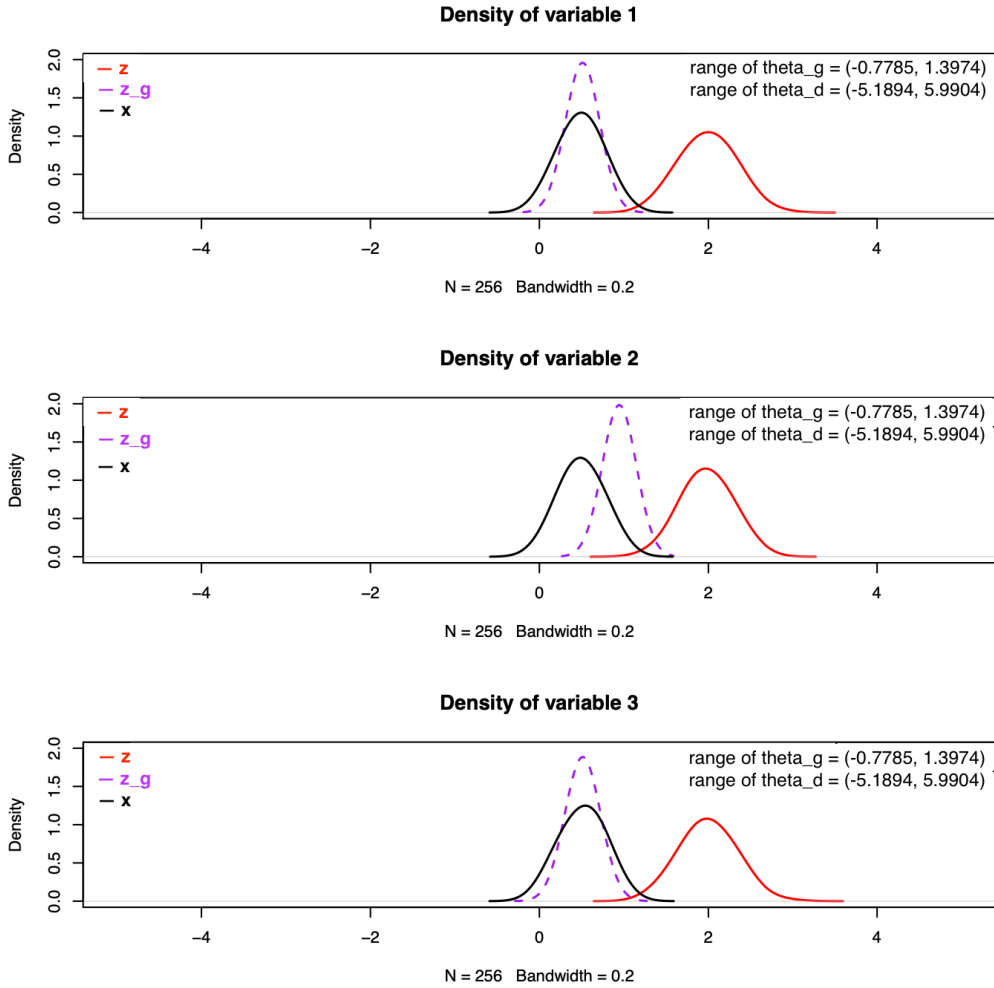 Density of variable 1
z
z_g
x
range of theta_g = (-0.7785, 1.3974)
range of theta_d = (-5.1894, 5.9904)
Density
0.0 0.5 1.0 1.5 2.0
−4 −2 0 2 4
N = 256 Bandwidth = 0.2
Density of variable 2
z
z_g
x
range of theta_g = (-0.7785, 1.3974)
range of theta_d = (-5.1894, 5.9904)
Density
0.0 0.5 1.0 1.5 2.0
−4 −2 0 2 4
N = 256 Bandwidth = 0.2
Density of variable 3
z
z_g
x
range of theta_g = (-0.7785, 1.3974)
range of theta_d = (-5.1894, 5.9904)
Density
0.0 0.5 1.0 1.5 2.0
−4 −2 0 2 4
N = 256 Bandwidth = 0.2